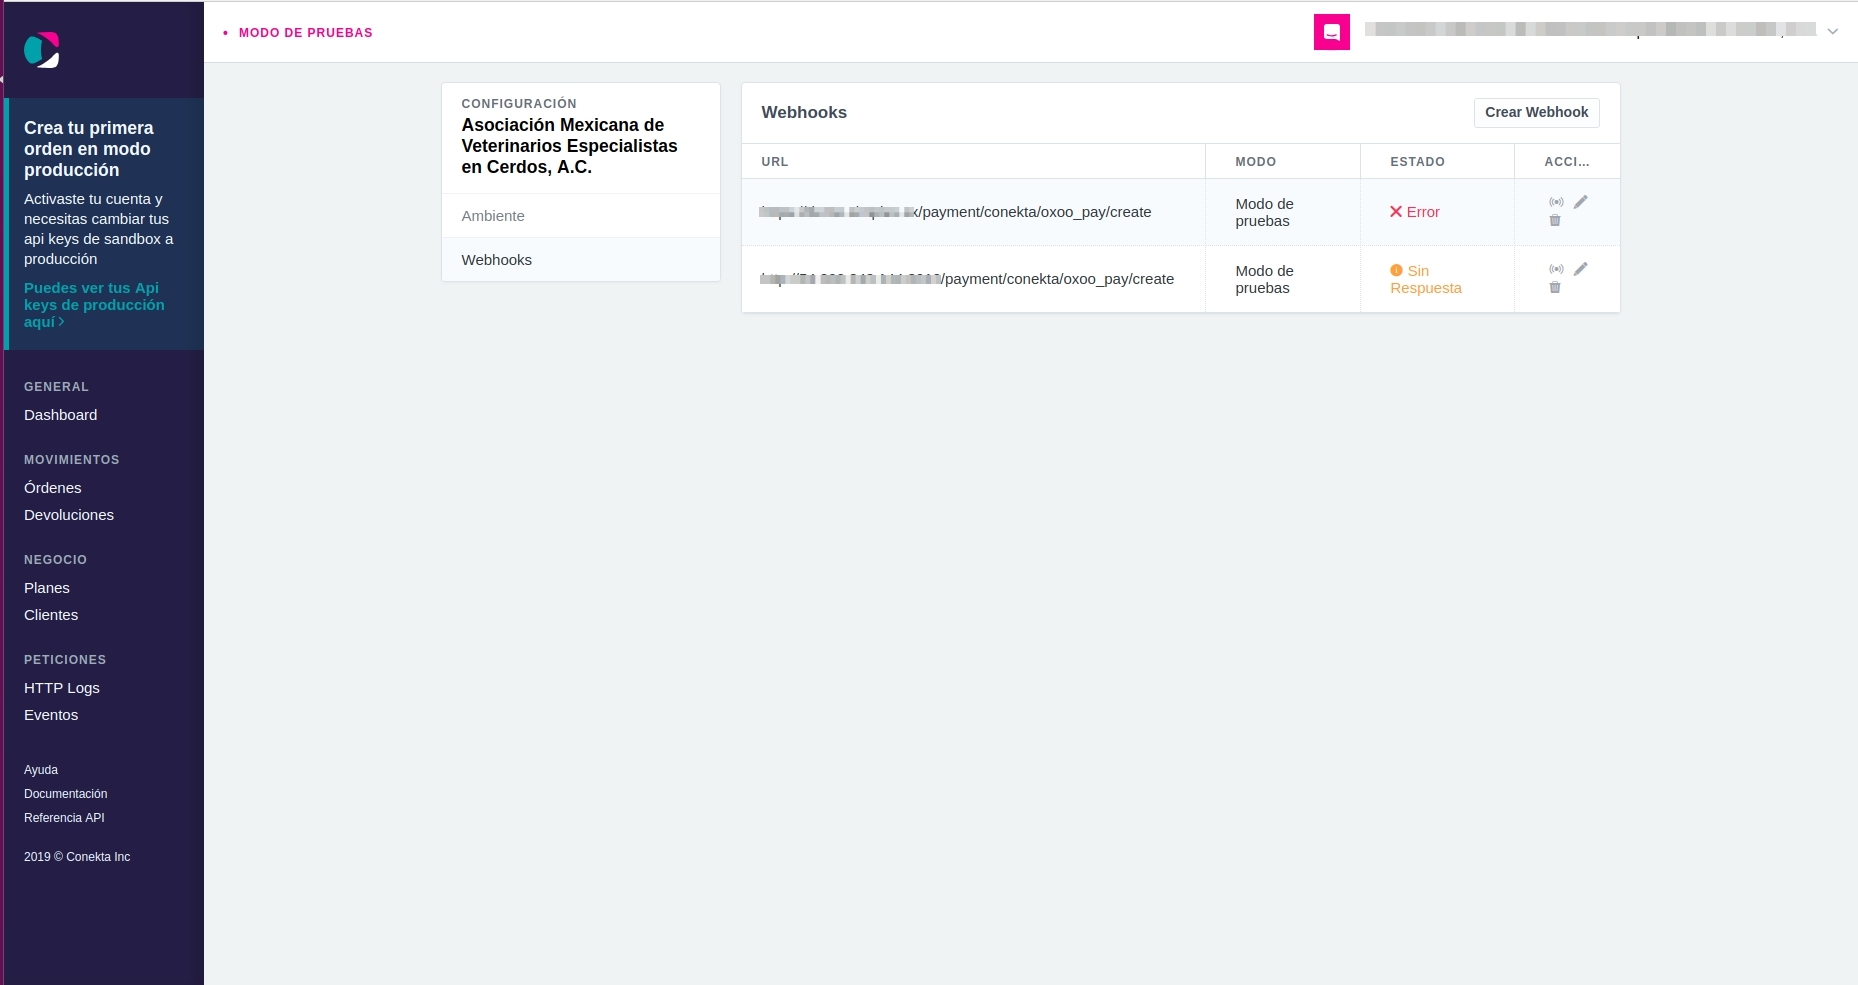 Crea tu primera
orden en modo
producción
Activaste tu cuenta y
necesitas cambiar tus
api keys de sandbox a
producción
Puedes ver tus Api
keys de producción
aquí >
GENERAL
Dashboard
MOVIMIENTOS
Órdenes
Devoluciones
NEGOCIO
Planes
Clientes
PETICIONES
HTTP Logs
Eventos
Ayuda
Documentación
Referencia API
2019 © Conekta Inc
• MODO DE PRUEBAS
CONFIGURACIÓN
Asociación Mexicana de
Veterinarios Especialistas
en Cerdos, A.C.
Ambiente
Webhooks
Webhooks
Crear Webhook
URL MODO ESTADO ACCI...
/payment/conekta/oxoo_pay/create
Modo de
pruebas
Error
/payment/conekta/oxoo_pay/create
Modo de
pruebas
Sin
Respuesta